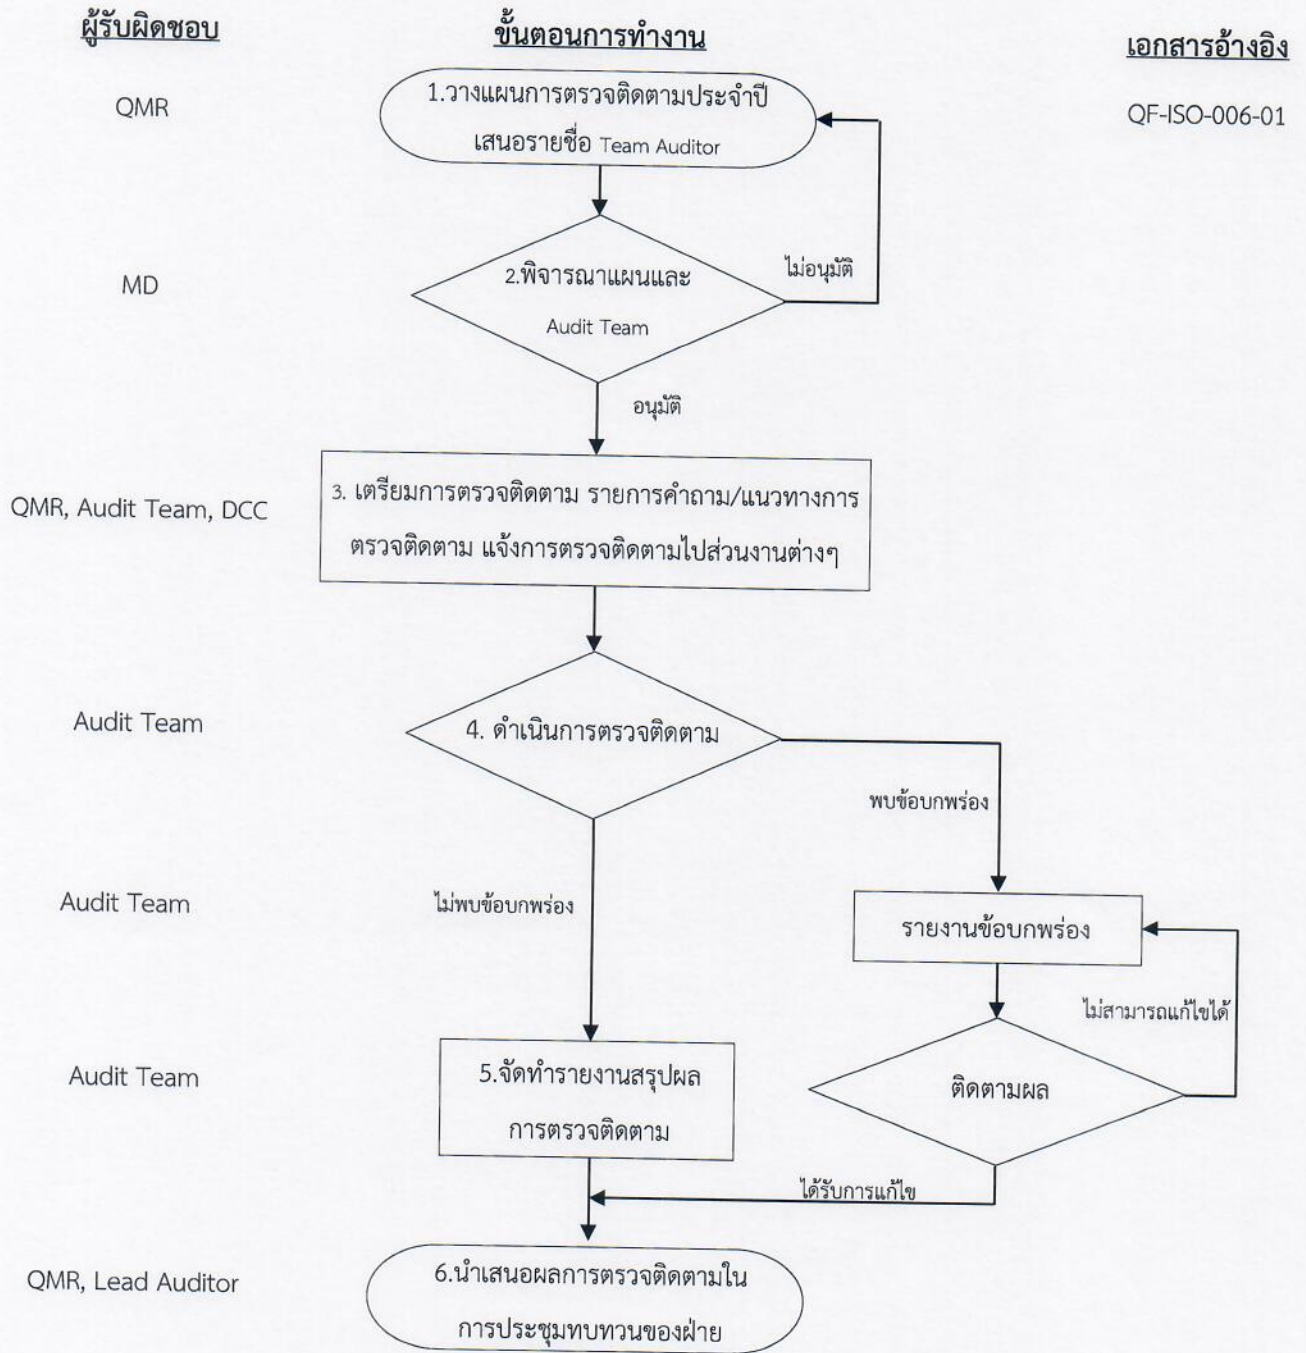 ผู้รับผิดชอบ
ขั้นตอนการทำงาน
เอกสารอ้างอิง
QMR
1.วางแผนการตรวจติดตามประจำปี
เสนอรายชื่อ Team Auditor
QF-ISO-006-01
MD
2.พิจารณาแผนและ
Audit Team
ไม่อนุมัติ
อนุมัติ
QMR, Audit Team, DCC
3. เตรียมการตรวจติดตาม รายการคำถาม/แนวทางการ
ตรวจติดตาม แจ้งการตรวจติดตามไปส่วนงานต่างๆ
Audit Team
4. ดำเนินการตรวจติดตาม
พบข้อบกพร่อง
Audit Team
ไม่พบข้อบกพร่อง
รายงานข้อบกพร่อง
ไม่สามารถแก้ไขได้
Audit Team
5.จัดทำรายงานสรุปผล
การตรวจติดตาม
ติดตามผล
ได้รับการแก้ไข
QMR, Lead Auditor
6.นำเสนอผลการตรวจติดตามใน
การประชุมทบทวนของฝ่าย